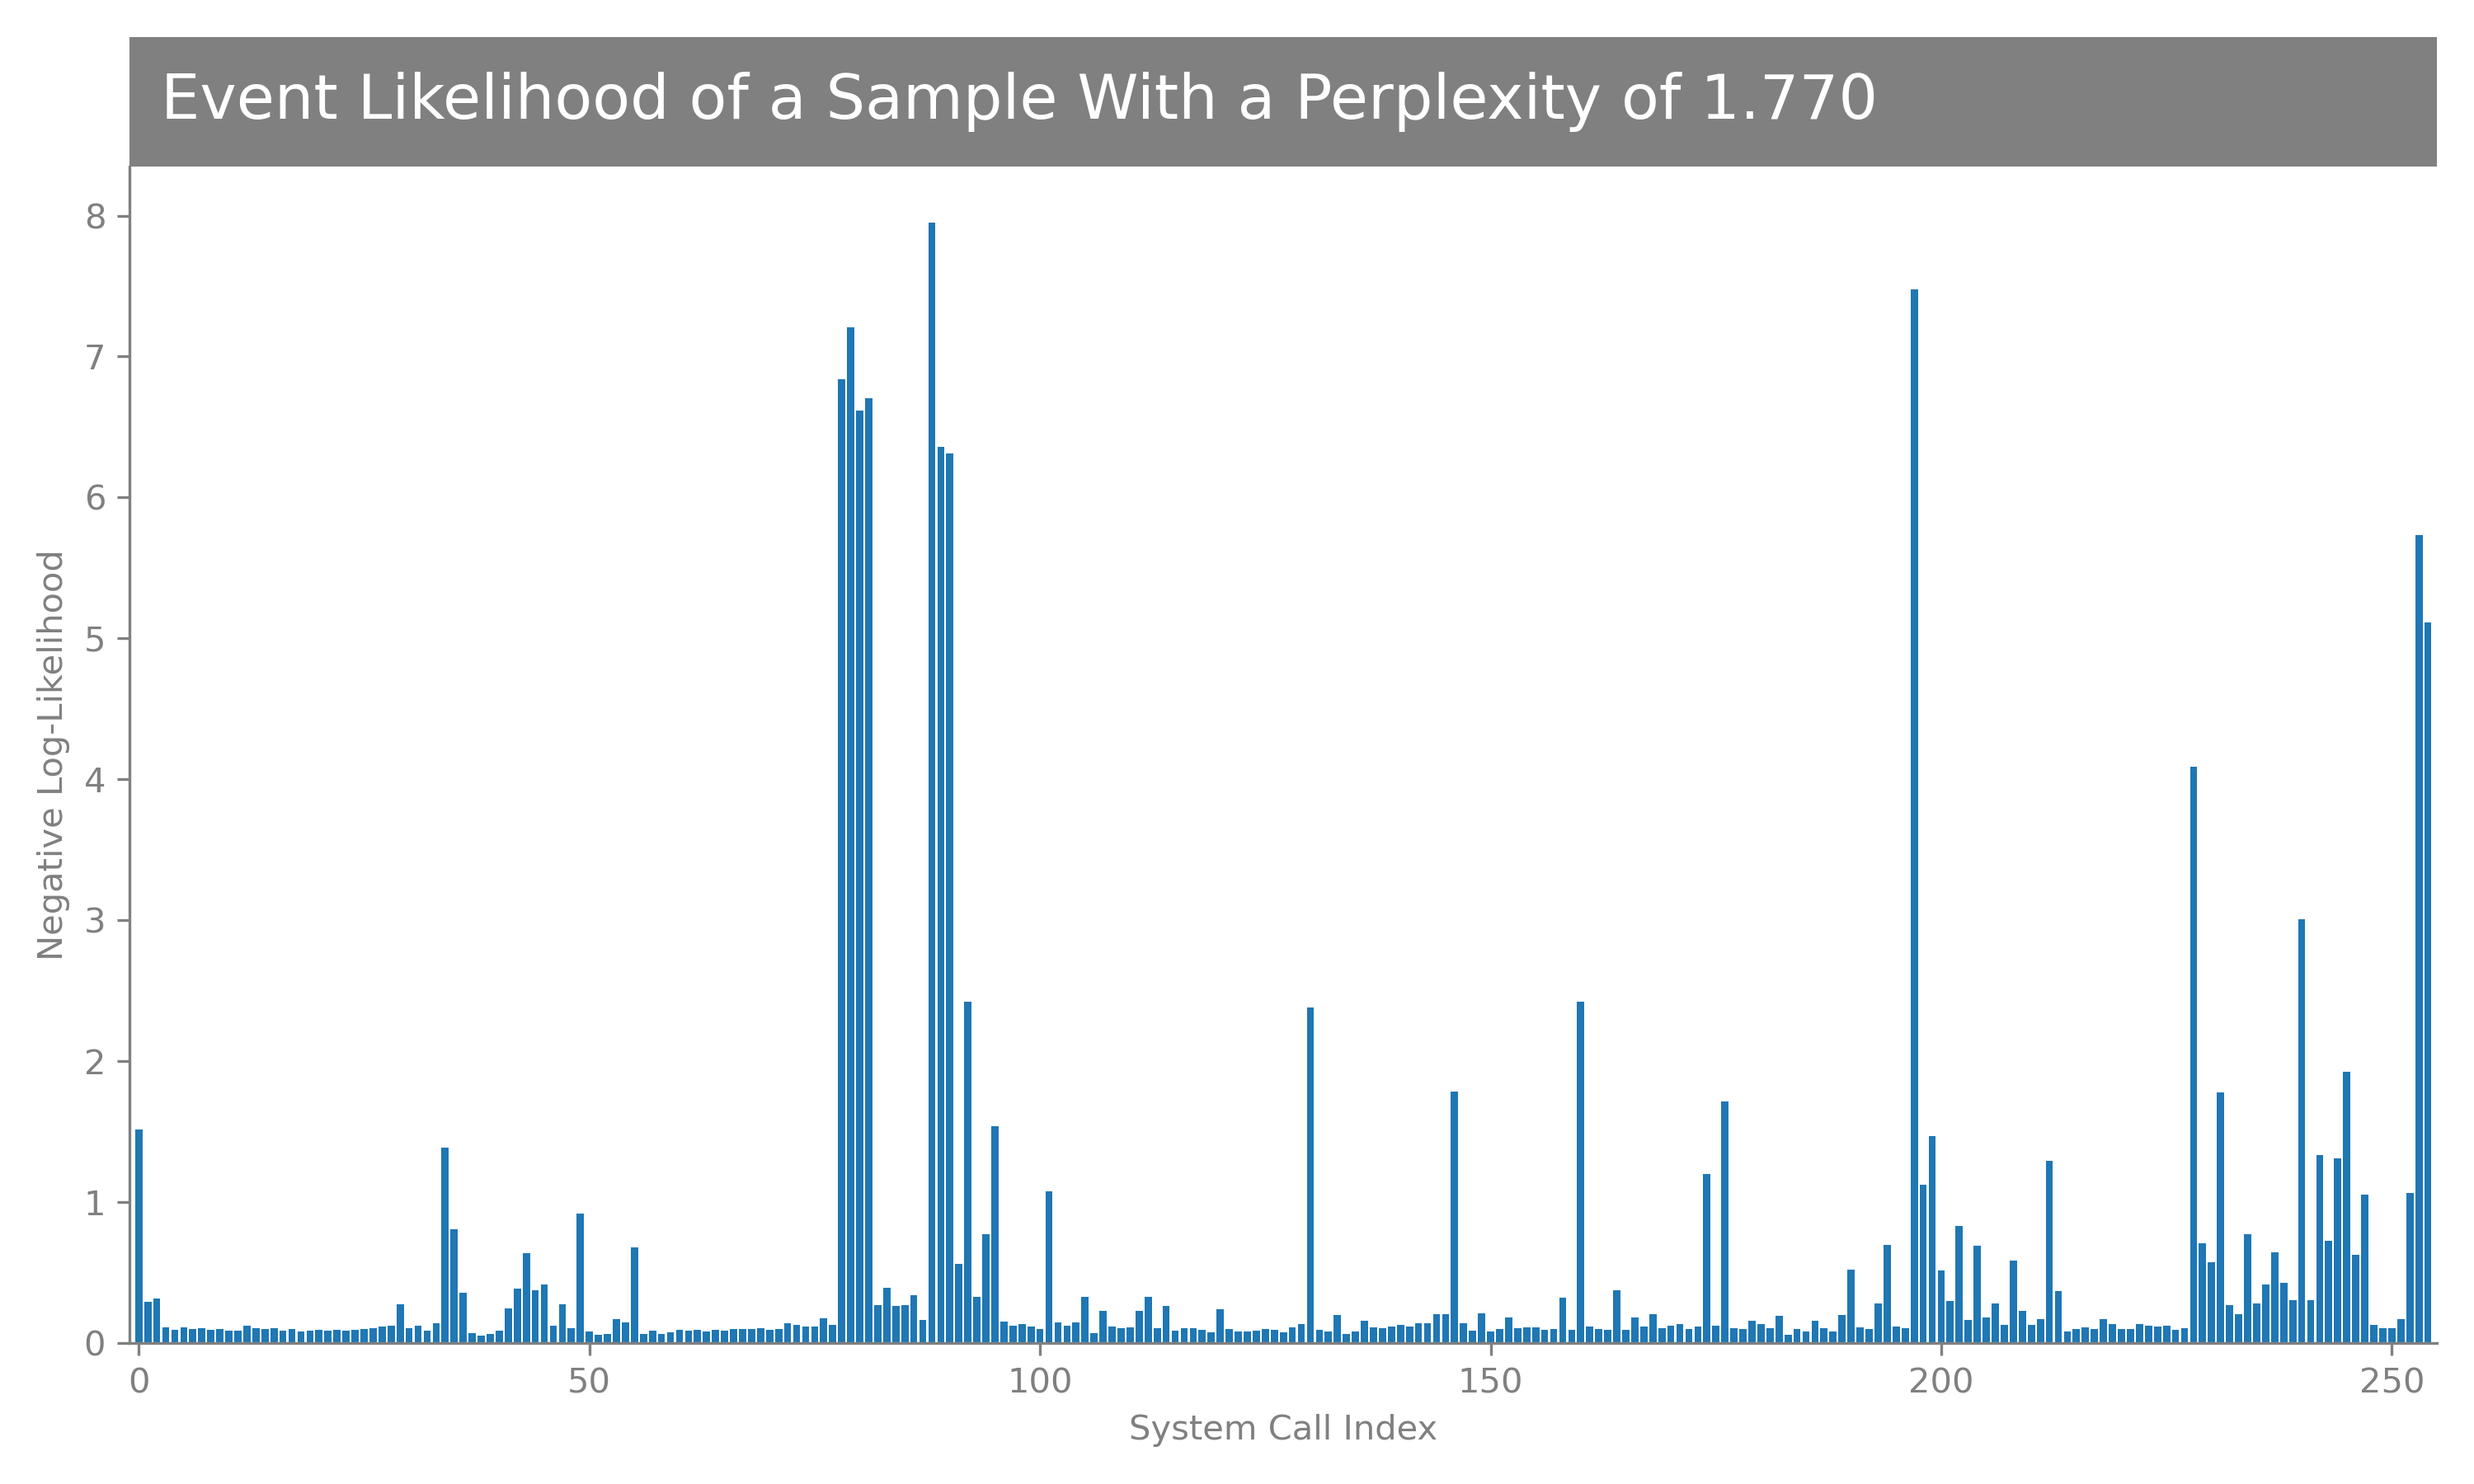 Event Likelihood of a Sample With a Perplexity of 1.770
8
7
6
5
4
3
2
1
0
Negative Log-Likelihood
0 50 100 150 200 250
System Call Index